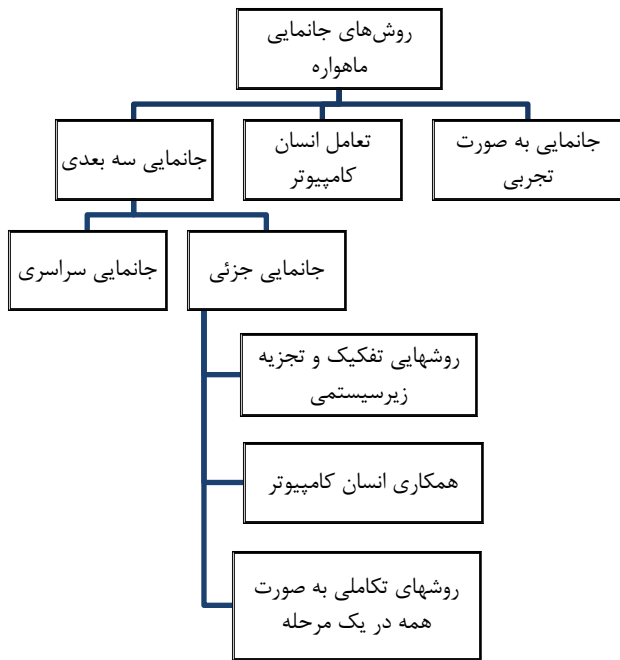 روش‌های جانمایی
ماهواره
جانمایی به صورت
تجربی
تعامل انسان
کامپیوتر
جانمایی سه بعدی
جانمایی جزئی
جانمایی سراسری
روشهایی تفکیک و تجزیه
زیرسیستمی
همکاری انسان کامپیوتر
روشهای تکاملی به صورت
همه در یک مرحله